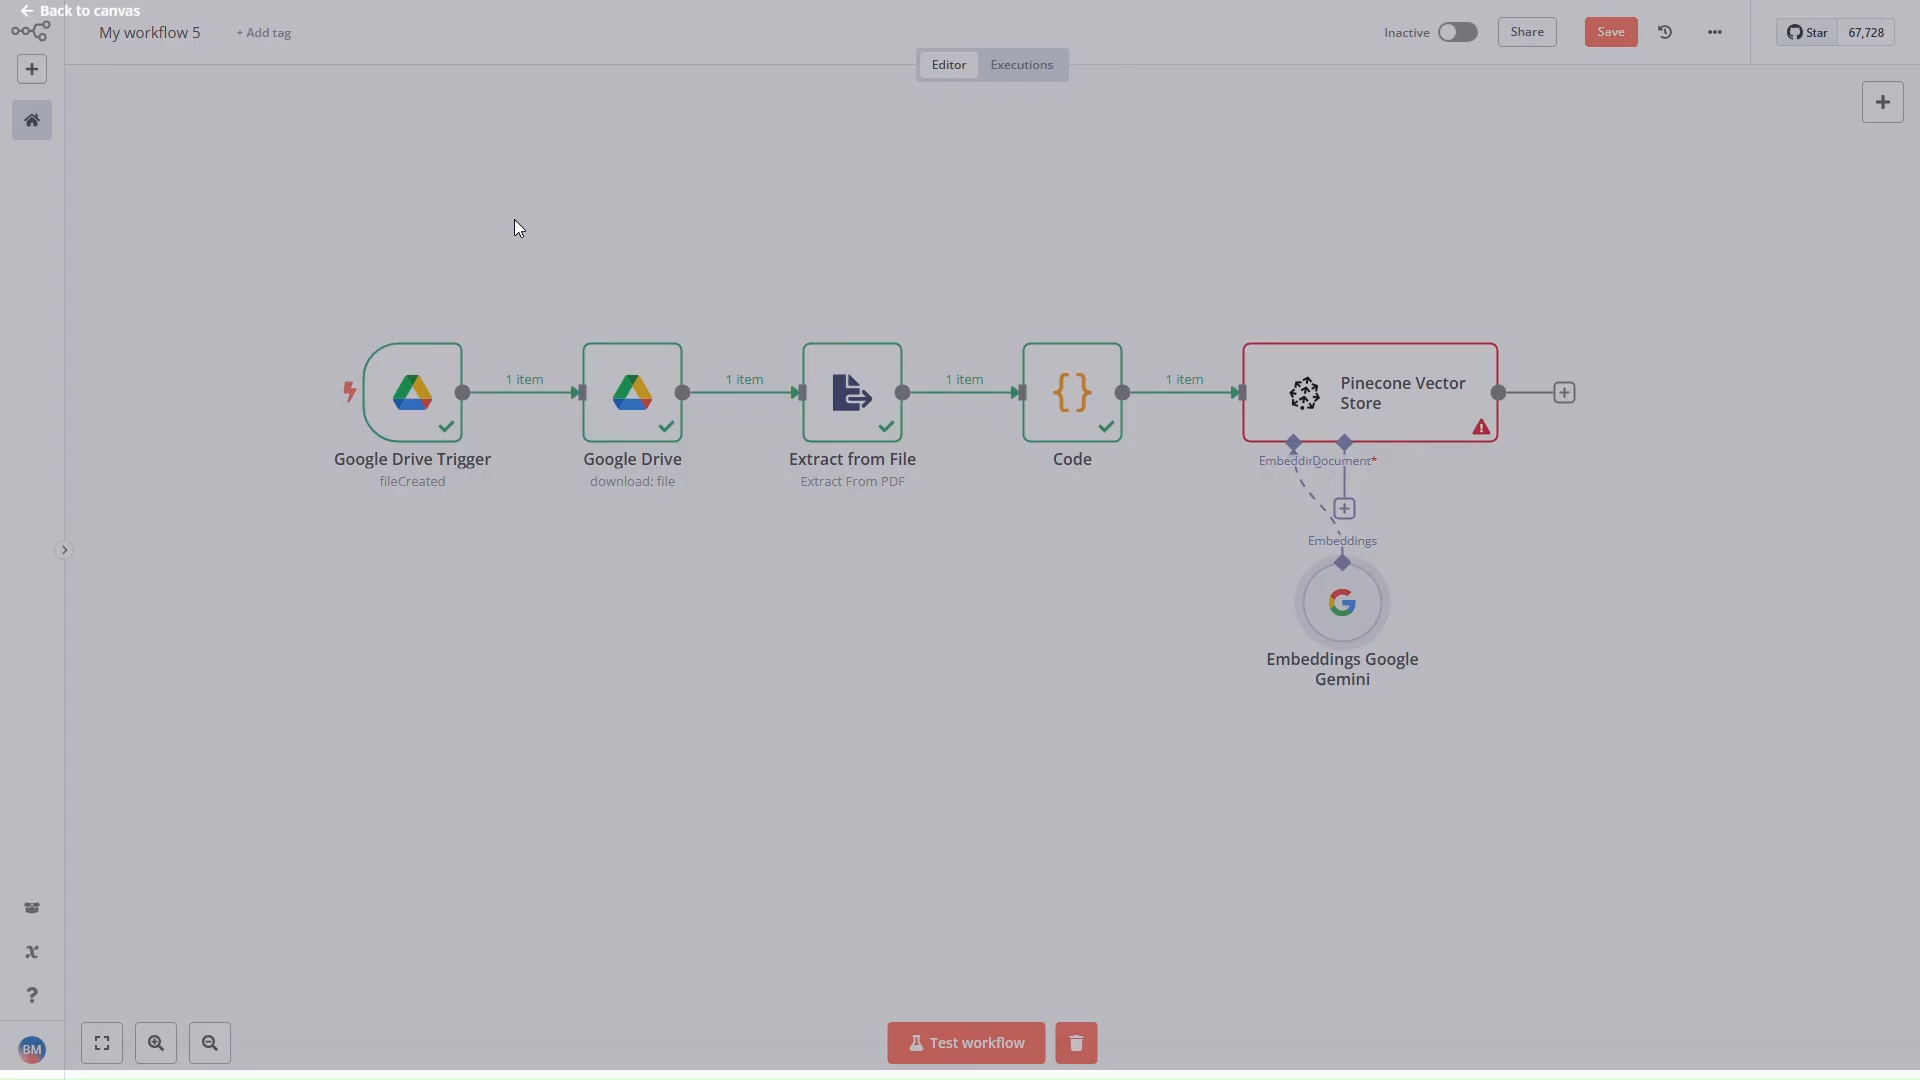 Back to canvas
My workflow 5
+ Add tag
Inactive
Share
Save
Star
67,728
Editor
Executions
1 item
1 item
1 item
1 item
Pinecone Vector
Store
Google Drive Trigger
fileCreated
Google Drive
download: file
Extract from File
Extract From PDF
Code
Document*
Embeddings
Embeddings Google
Gemini
BM
Test workflow